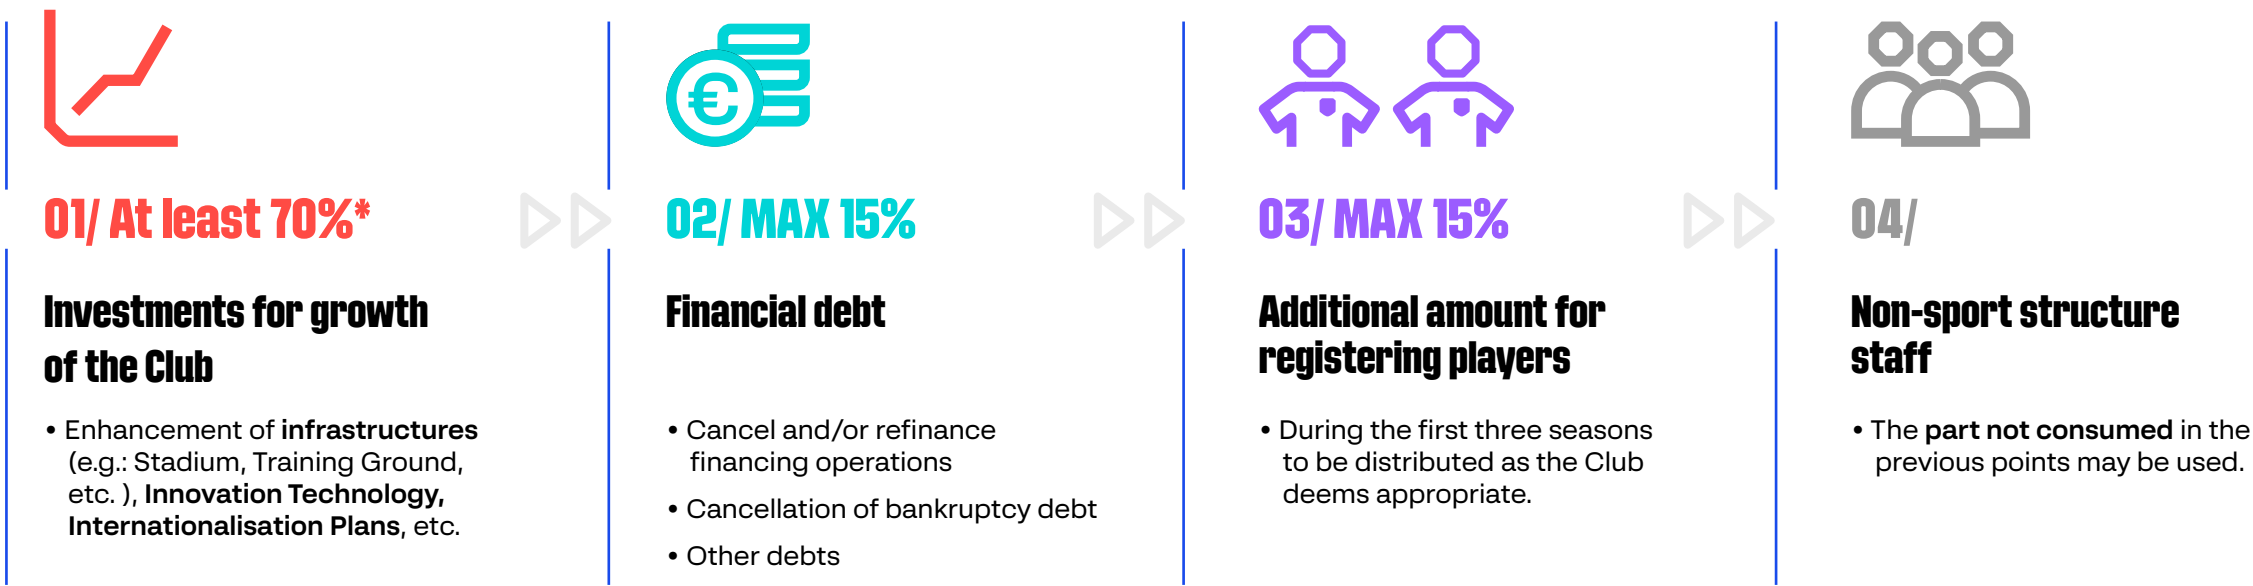 €
01/ At least 70%*
Investments for growth
of the Club
• Enhancement of infrastructures
(e.g.: Stadium, Training Ground,
etc. ), Innovation Technology,
Internationalisation Plans, etc.
02/ MAX 15%
Financial debt
• Cancel and/or refinance
financing operations
• Cancellation of bankruptcy debt
• Other debts
03/ MAX 15%
Additional amount for
registering players
• During the first three seasons
to be distributed as the Club
deems appropriate.
04/
Non-sport structure
staff
• The part not consumed in the
previous points may be used.